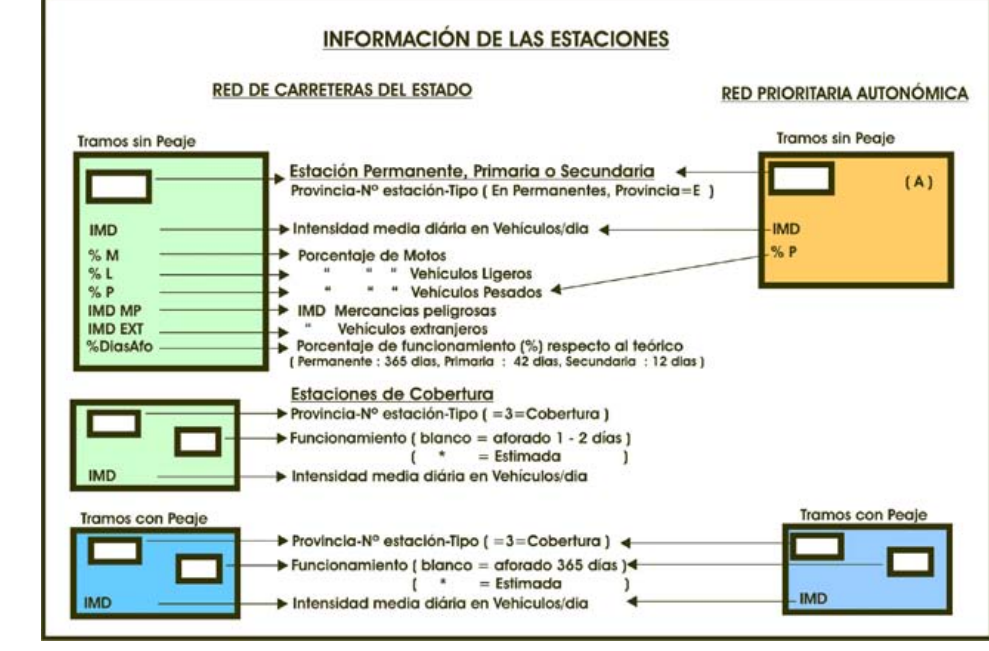 INFORMACIÓN DE LAS ESTACIONES
RED DE CARRETERAS DEL ESTADO
RED PRIORITARIA AUTONÓMICA
Tramos sin Peaje
Tramos sin Peaje
Estación Permanente, Primaria o Secundaria
Provincia-Nº estación-Tipo ( En Permanentes, Provincia=E )
(A)
IMD
Intensidad media diária en Vehículos/dia
IMD
% M
Porcentaje de Motos
% P
% L
" " " Vehículos Ligeros
% P
" " " Vehículos Pesados
IMD MP
IMD Mercancias peligrosas
IMD EXT
" Vehículos extranjeros
%DiasAfo
Porcentaje de funcionamiento (%) respecto al teórico
( Permanente : 365 dias, Primaria : 42 dias, Secundaria : 12 dias )
Estaciones de Cobertura
Provincia-Nº estación-Tipo ( =3=Cobertura )
Funcionamiento ( blanco = aforado 1 - 2 días )
( * = Estimada )
IMD
Intensidad media diária en Vehículos/dia
Tramos con Peaje
Tramos con Peaje
Provincia-Nº estación-Tipo ( =3=Cobertura )
Funcionamiento ( blanco = aforado 365 días )
( * = Estimada )
IMD
Intensidad media diária en Vehículos/dia
IMD